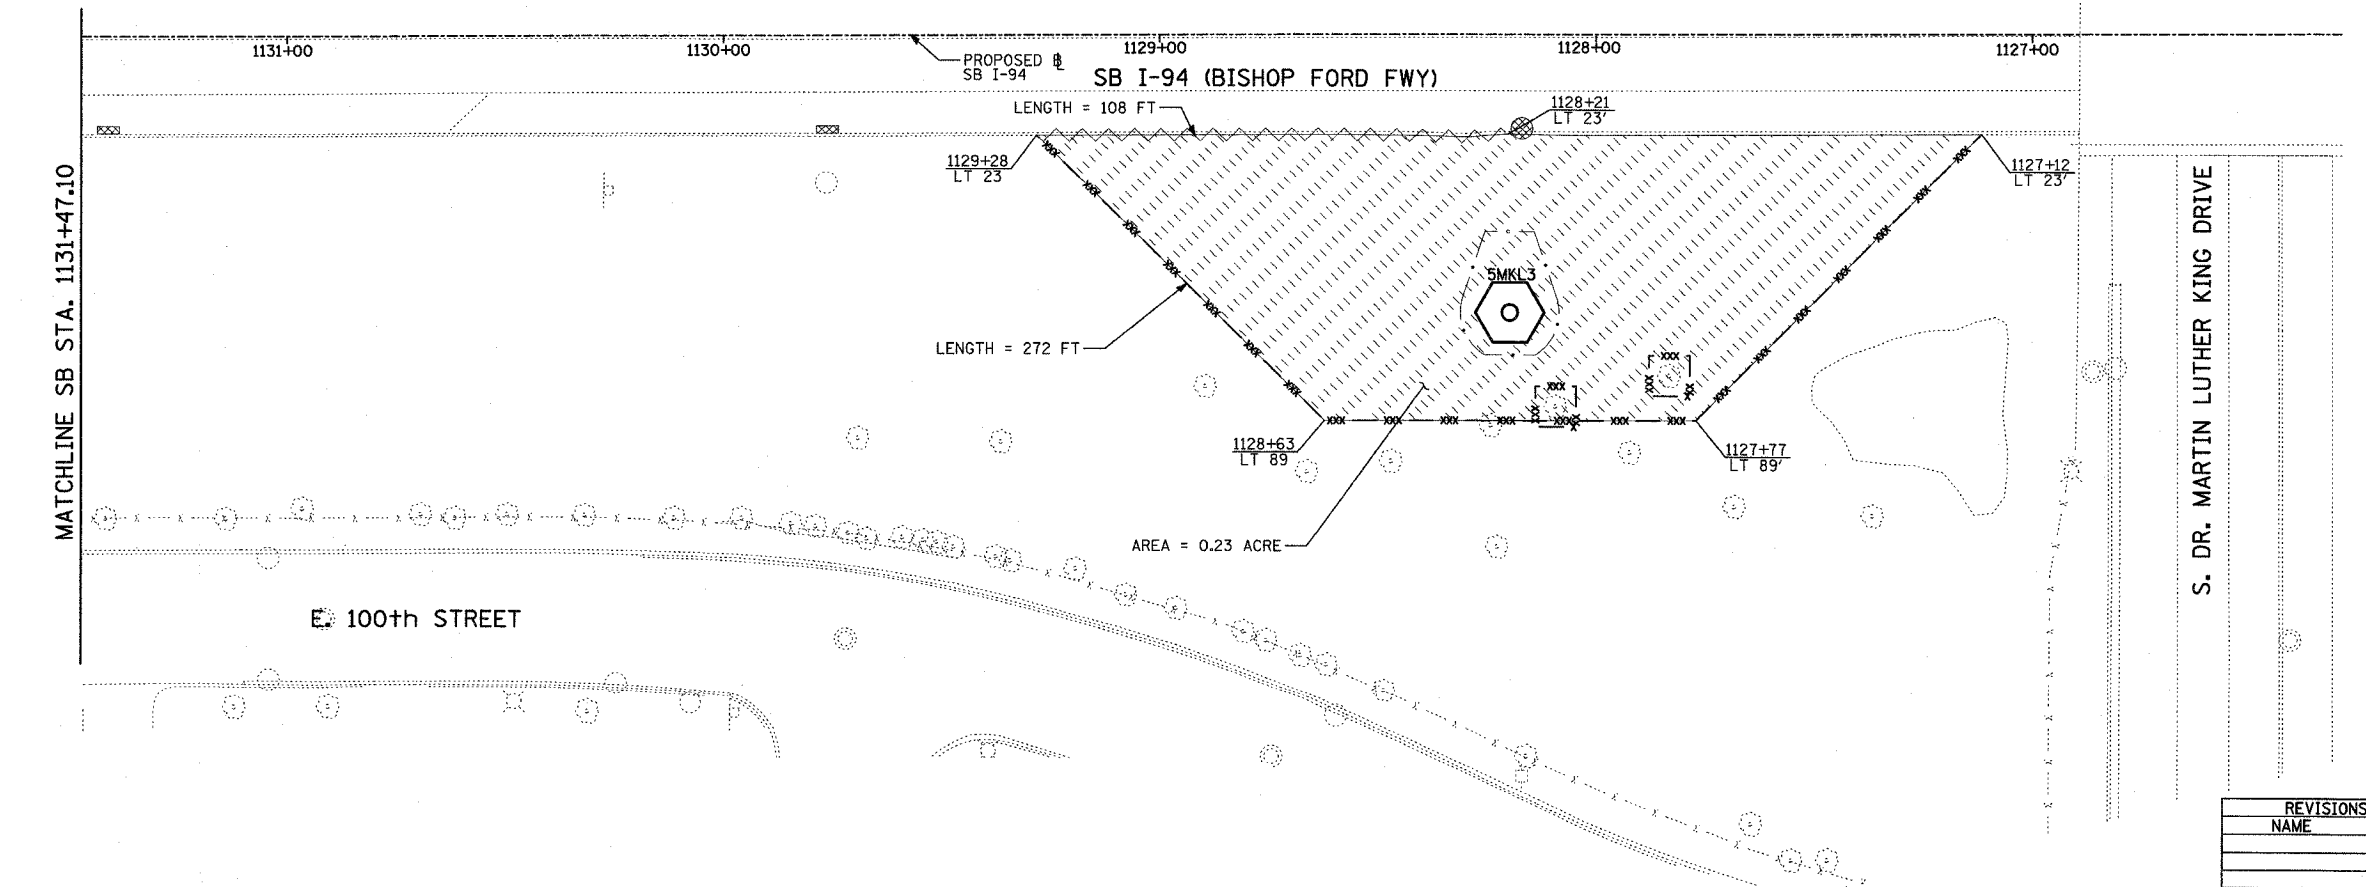 1131+00
1130+00
1129+00
1128+00
1127+00
PROPOSED ℄
SB I-94
SB I-94 (BISHOP FORD FWY)
LENGTH = 108 FT
1128+21
LT 23'
1129+28
LT 23
1127+12
LT 23'
MATCHLINE SB STA. 1131+47.10
S. DR. MARTIN LUTHER KING DRIVE
5MKL3
LENGTH = 272 FT
1128+63
LT 89
1127+77
LT 89'
AREA = 0.23 ACRE
E. 100th STREET
REVISIONS
NAME